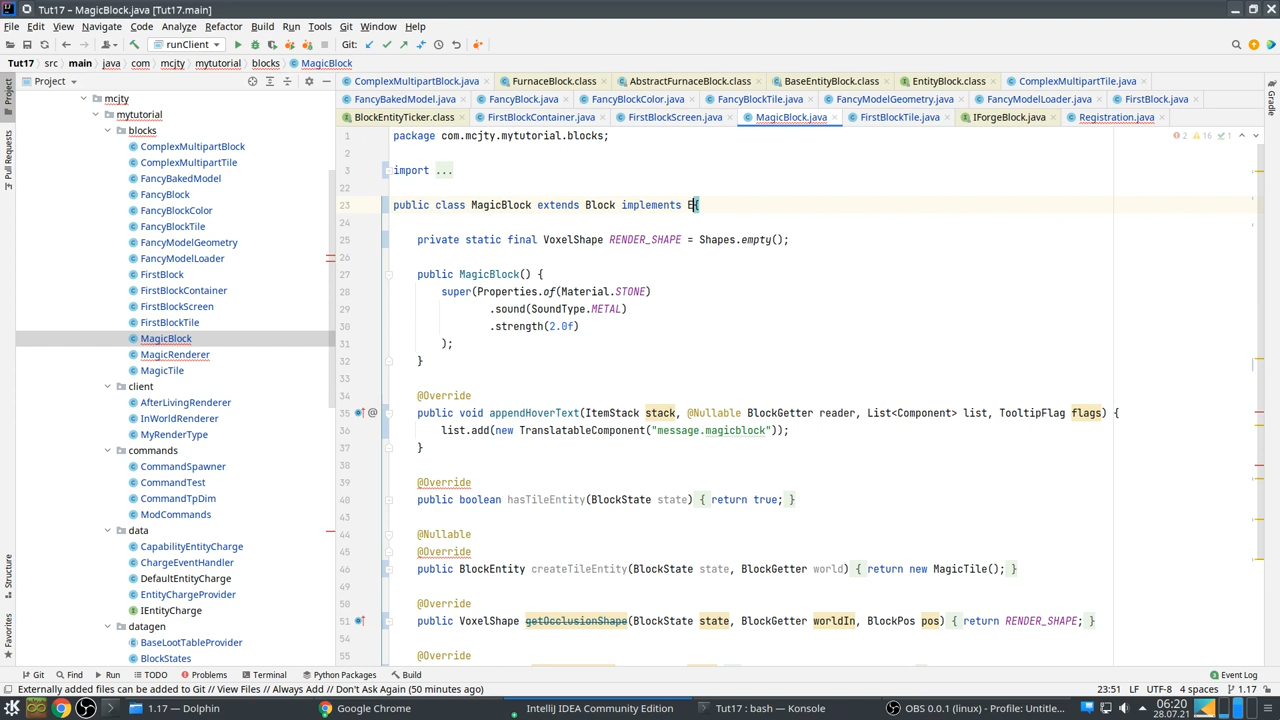 Tut17 – MagicBlock.java [Tut17.main]
File Edit View Navigate Code Analyze Refactor Build Run Tools Git Window Help
runClient Git:
Tut17 src main java com mcjty mytutorial blocks MagicBlock
Project
ComplexMultipartBlock.java FurnaceBlock.class AbstractFurnaceBlock.class BaseEntityBlock.class EntityBlock.class ComplexMultipartTile.java
FancyBakedModel.java FancyBlock.java FancyBlockColor.java FancyBlockTile.java FancyModelGeometry.java FancyModelLoader.java FirstBlock.java
BlockEntityTicker.class FirstBlockContainer.java FirstBlockScreen.java MagicBlock.java FirstBlockTile.java IForgeBlock.java Registration.java
Project
Pull Requests
Structure
Favorites
Gradle
mcjty
mytutorial
blocks
ComplexMultipartBlock
ComplexMultipartTile
FancyBakedModel
FancyBlock
FancyBlockColor
FancyBlockTile
FancyModelGeometry
FancyModelLoader
FirstBlock
FirstBlockContainer
FirstBlockScreen
FirstBlockTile
MagicBlock
MagicRenderer
MagicTile
client
AfterLivingRenderer
InWorldRenderer
MyRenderType
commands
CommandSpawner
CommandTest
CommandTpDim
ModCommands
data
CapabilityEntityCharge
ChargeEventHandler
DefaultEntityCharge
EntityChargeProvider
IEntityCharge
datagen
BaseLootTableProvider
BlockStates
2 16 1
1 package com.mcjty.mytutorial.blocks;
2
3 import ...
22
23 public class MagicBlock extends Block implements E{
24
25 private static final VoxelShape RENDER_SHAPE = Shapes.empty();
26
27 public MagicBlock() {
28 super(Properties.of(Material.STONE)
29 .sound(SoundType.METAL)
30 .strength(2.0f)
31 );
32 }
33
34 @Override
35 @ public void appendHoverText(ItemStack stack, @Nullable BlockGetter reader, List<Component> list, TooltipFlag flags) {
36 list.add(new TranslatableComponent("message.magicblock"));
37 }
38
39 @Override
40 public boolean hasTileEntity(BlockState state) { return true; }
43
44 @Nullable
45 @Override
46 public BlockEntity createTileEntity(BlockState state, BlockGetter world) { return new MagicTile(); }
49
50 @Override
51 public VoxelShape getOcclusionShape(BlockState state, BlockGetter worldIn, BlockPos pos) { return RENDER_SHAPE; }
54
55 @Override
Git Find Run TODO Problems Terminal Python Packages Build Event Log
Externally added files can be added to Git // View Files // Always Add // Don't Ask Again (50 minutes ago) 23:51 LF UTF-8 4 spaces 1.17
1.17 — Dolphin Google Chrome Intellij IDEA Community Edition Tut17 : bash — Konsole OBS 0.0.1 (linux) - Profile: Untitle... 06:20
28.07.21